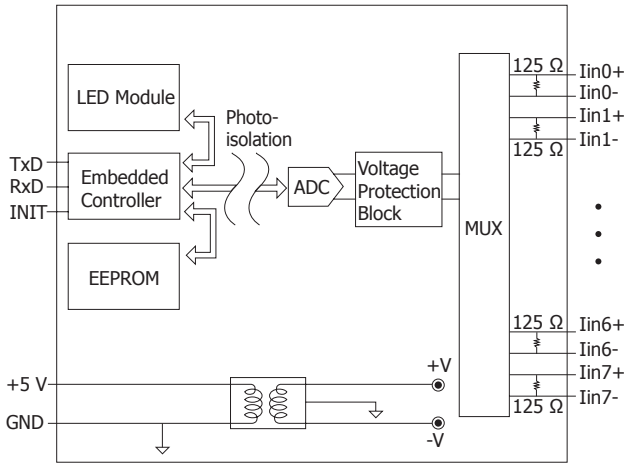 LED Module
Photo-
isolation
TxD
RxD
INIT
Embedded
Controller
EEPROM
ADC
Voltage
Protection
Block
MUX
125 Ω
Iin0+
Iin0-
Iin1+
Iin1-
125 Ω
125 Ω
Iin6+
Iin6-
Iin7+
Iin7-
125 Ω
+5 V
GND
+V
-V